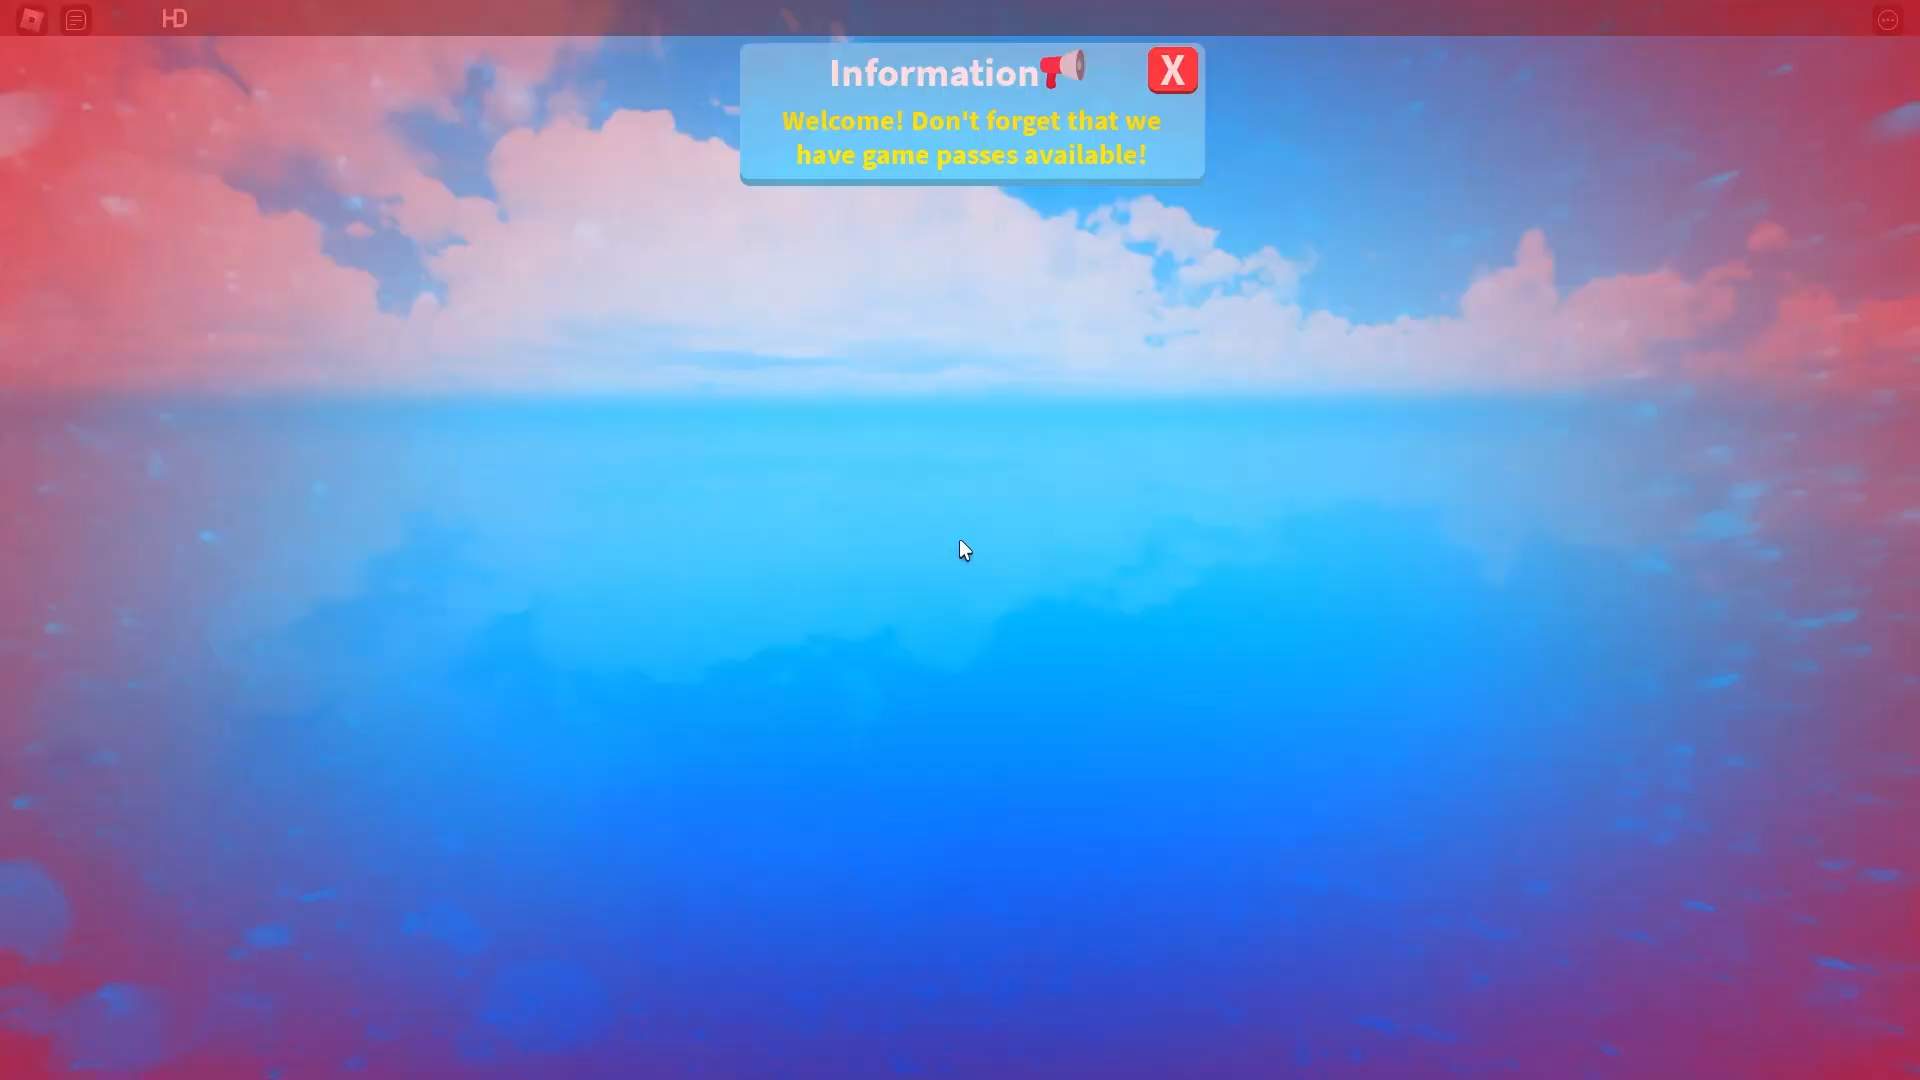 HD
Information
X
Welcome! Don't forget that we
have game passes available!